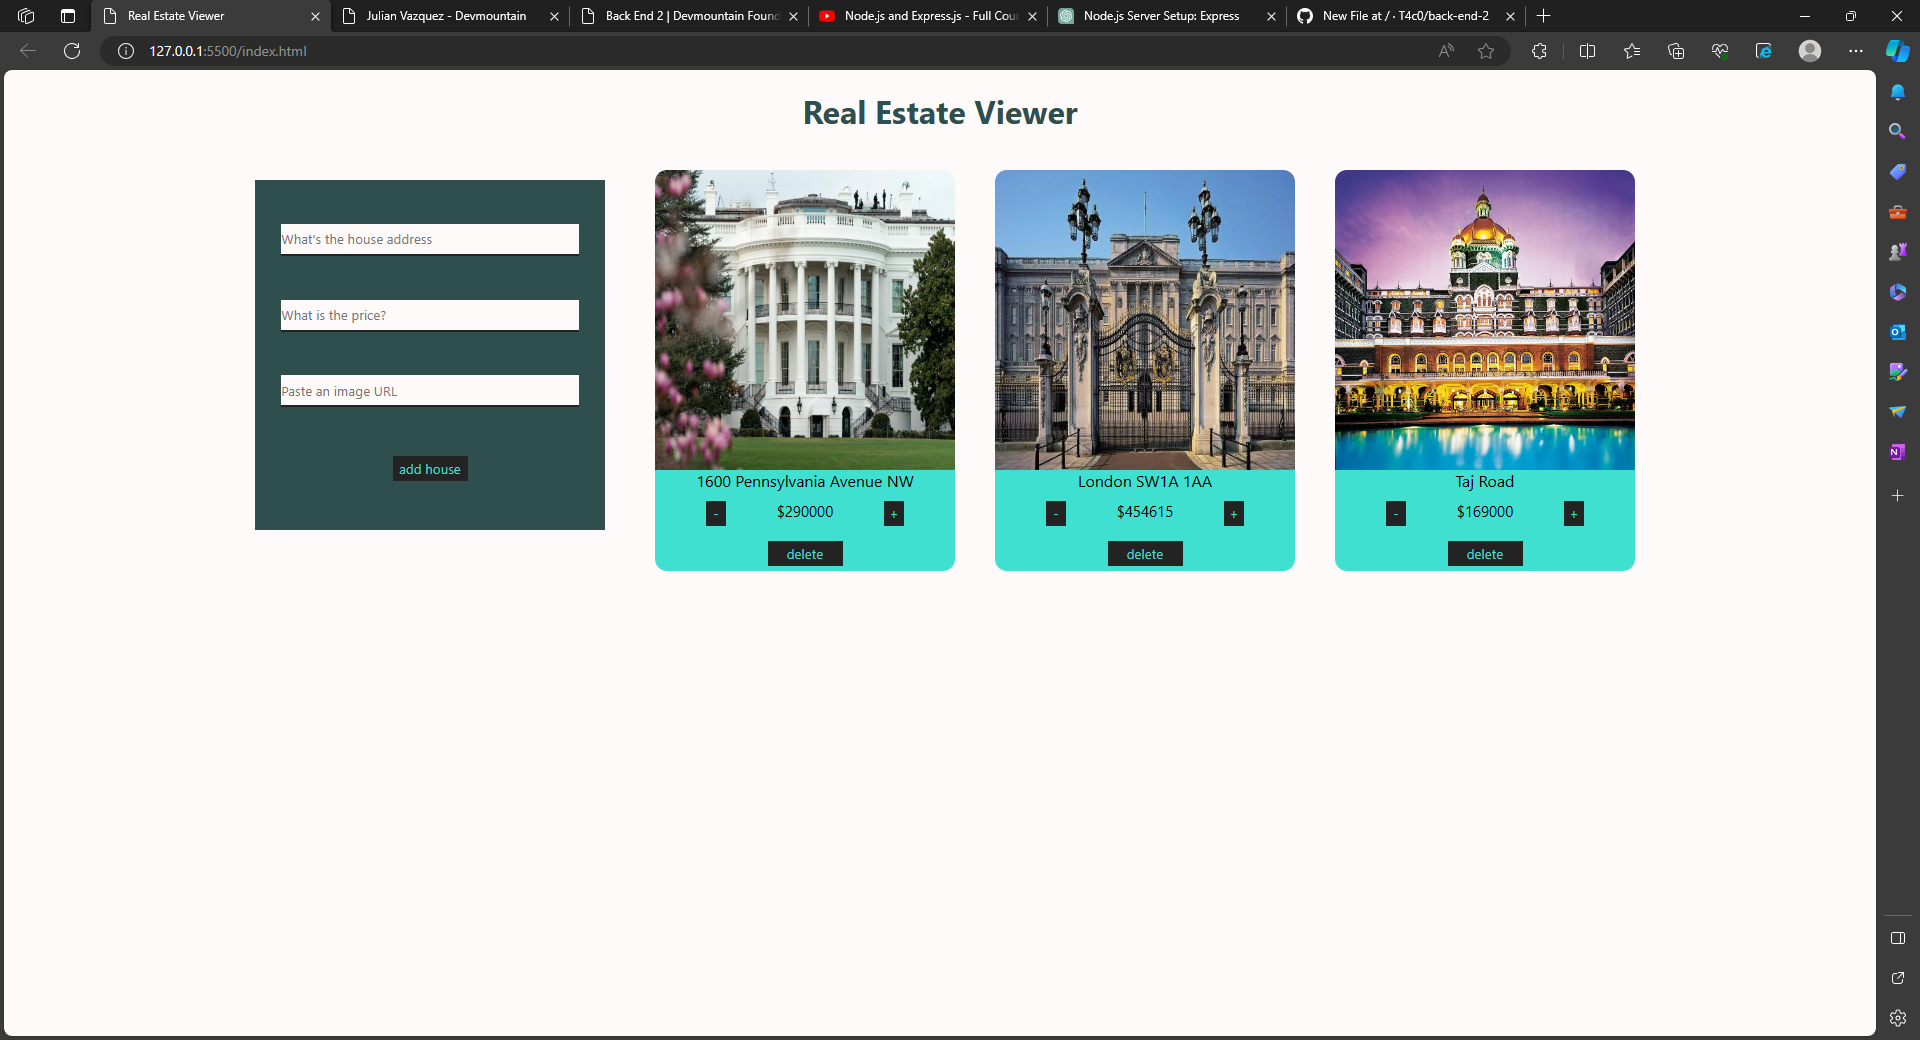 Real Estate Viewer
Julian Vazquez - Devmountain
Back End 2 | Devmountain Found
Node.js and Express.js - Full Cour
Node.js Server Setup: Express
New File at / · T4c0/back-end-2
127.0.0.1:5500/index.html
Real Estate Viewer
What's the house address
What is the price?
Paste an image URL
add house
1600 Pennsylvania Avenue NW
- $290000 +
delete
London SW1A 1AA
- $454615 +
delete
Taj Road
- $169000 +
delete